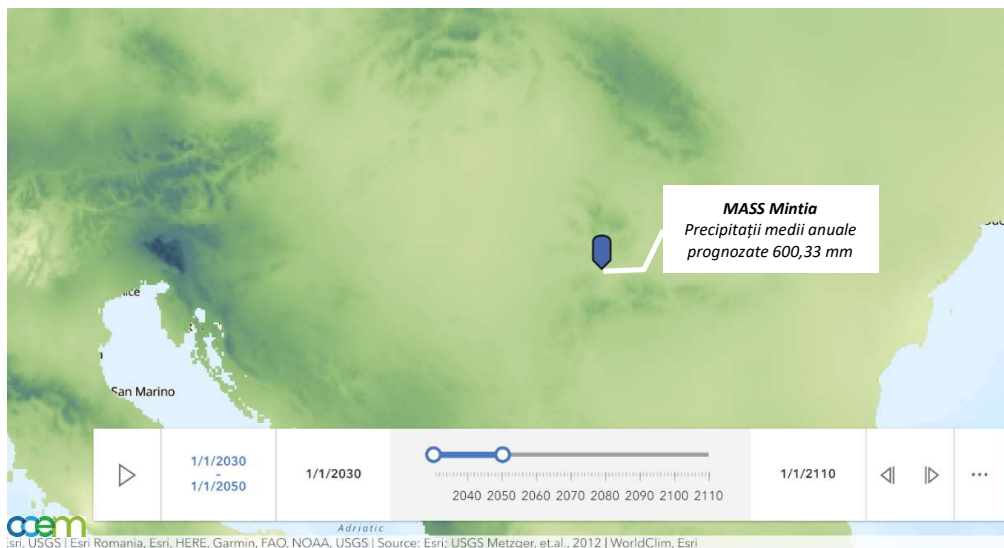 MASS Mintia
Precipitații medii anuale
prognozate 600,33 mm
San Marino
1/1/2030
-
1/1/2050
1/1/2030
2040 2050 2060 2070 2080 2090 2100 2110
1/1/2110
...
Adriatic
ccem
Esri, USGS | Esri Romania, Esri, HERE, Garmin, FAO, NOAA, USGS | Source: Esri; USGS Metzger, et.al., 2012 | WorldClim, Esri